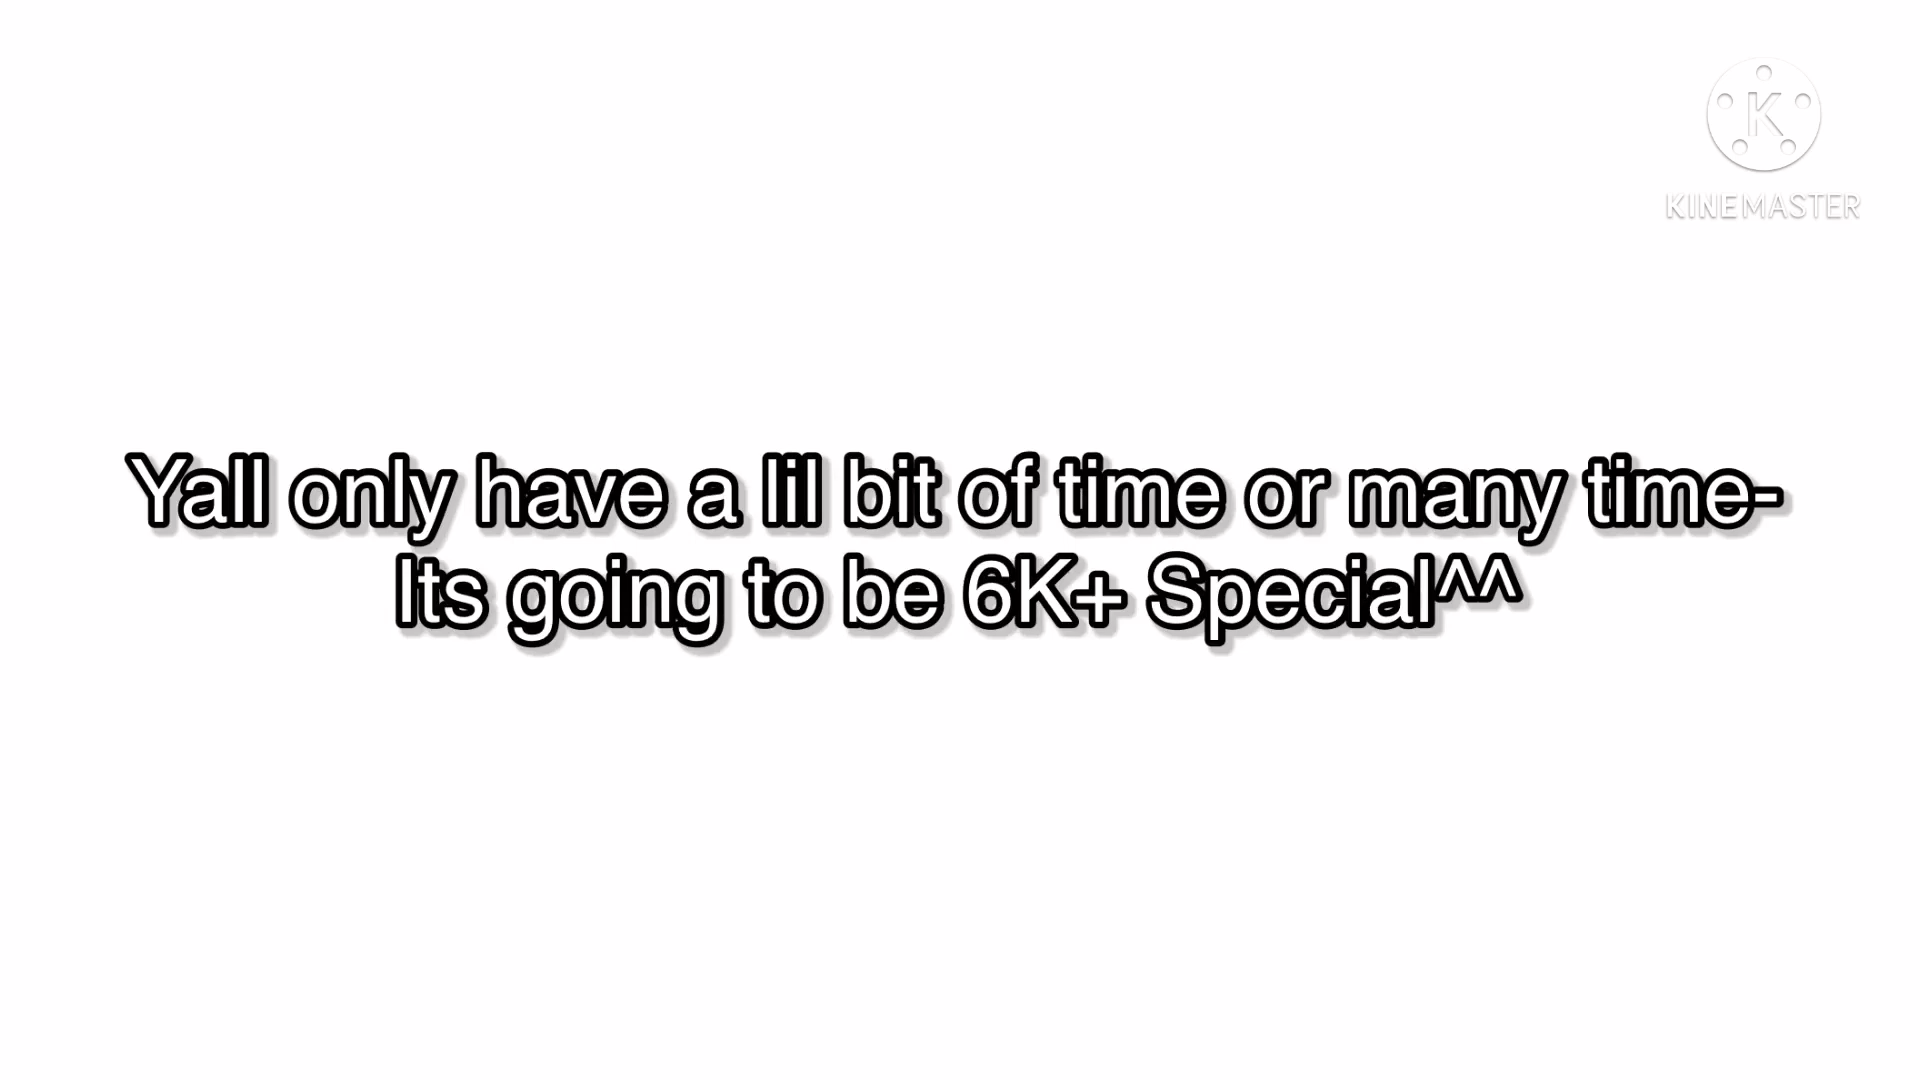 K
KINEMASTER
Yall only have a lil bit of time or many time-
Its going to be 6K+ Special^^